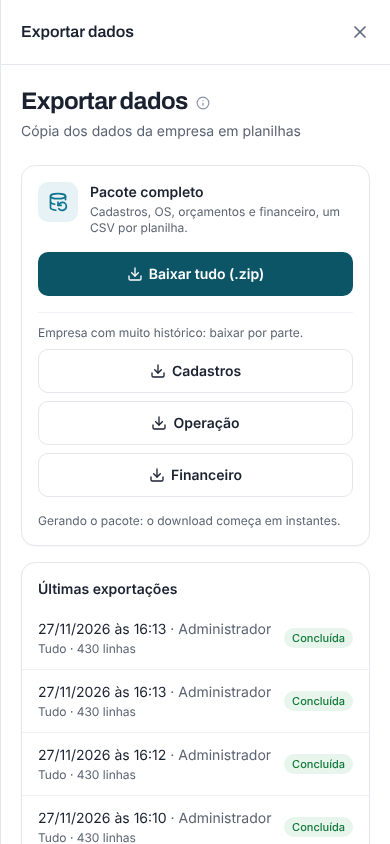 Exportar dados
Exportar dados
Cópia dos dados da empresa em planilhas
Pacote completo
Cadastros, OS, orçamentos e financeiro, um
CSV por planilha.
Baixar tudo (.zip)
Empresa com muito histórico: baixar por parte.
Cadastros
Operação
Financeiro
Gerando o pacote: o download começa em instantes.
Últimas exportações
27/11/2026 às 16:13 · Administrador
Tudo · 430 linhas
Concluída
27/11/2026 às 16:13 · Administrador
Tudo · 430 linhas
Concluída
27/11/2026 às 16:12 · Administrador
Tudo · 430 linhas
Concluída
27/11/2026 às 16:10 · Administrador
Tudo · 430 linhas
Concluída